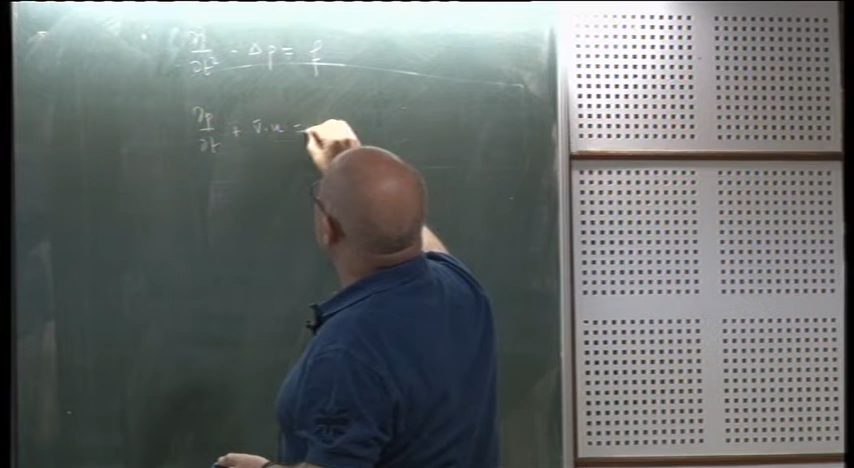 ∂²p/∂t² - Δp = f
∂p/∂t + ∇·u =